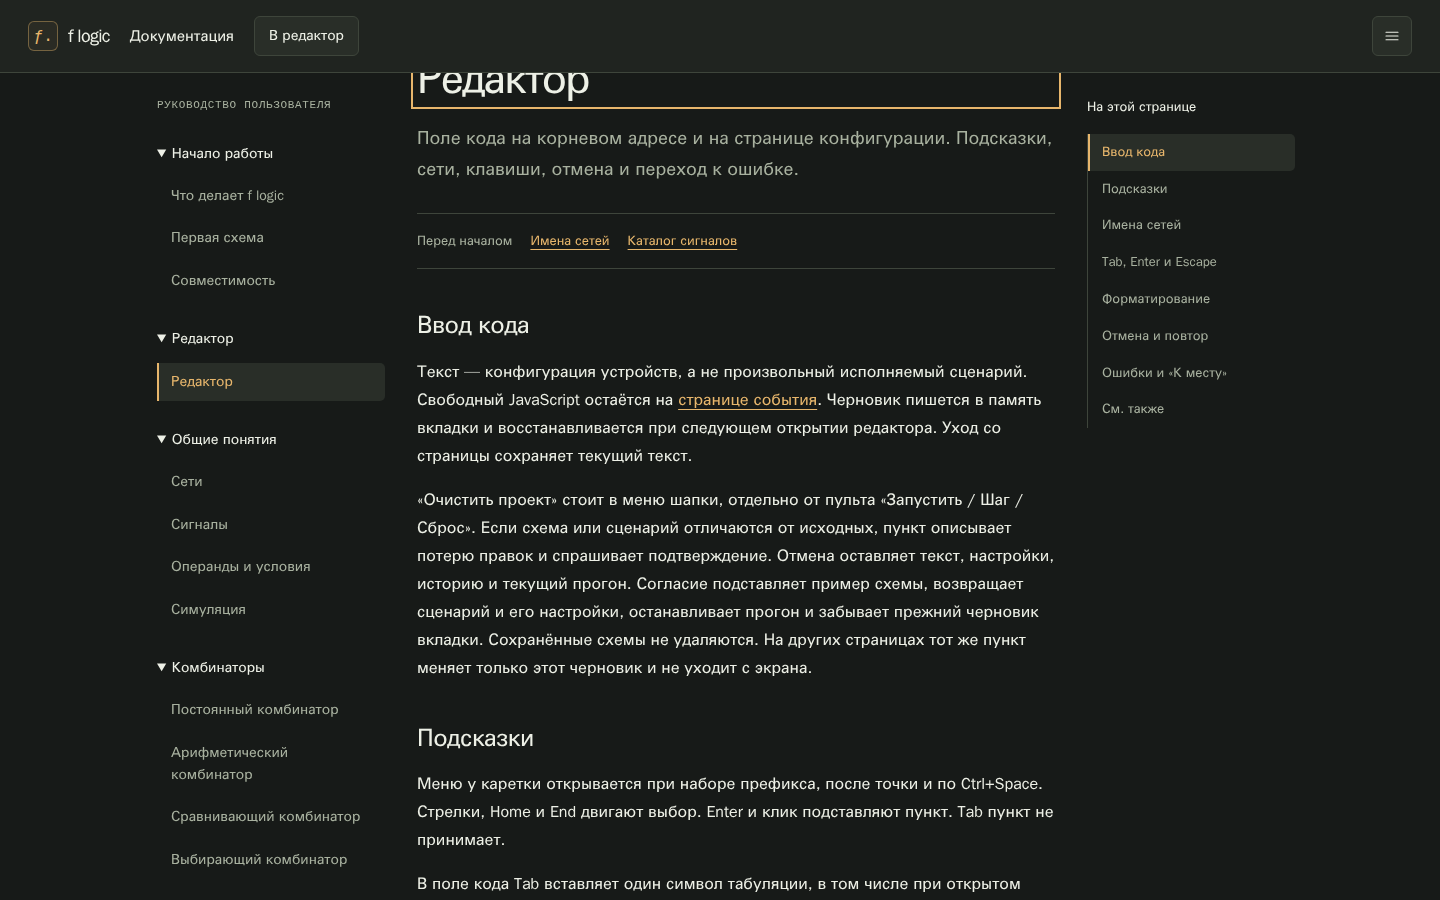 f. f logic Документация В редактор
РУКОВОДСТВО ПОЛЬЗОВАТЕЛЯ
▼ Начало работы
Что делает f logic
Первая схема
Совместимость
▼ Редактор
Редактор
▼ Общие понятия
Сети
Сигналы
Операнды и условия
Симуляция
▼ Комбинаторы
Постоянный комбинатор
Арифметический
комбинатор
Сравнивающий комбинатор
Выбирающий комбинатор
Редактор
Поле кода на корневом адресе и на странице конфигурации. Подсказки,
сети, клавиши, отмена и переход к ошибке.
Перед началом Имена сетей Каталог сигналов
Ввод кода
Текст — конфигурация устройств, а не произвольный исполняемый сценарий.
Свободный JavaScript остаётся на странице события. Черновик пишется в память
вкладки и восстанавливается при следующем открытии редактора. Уход со
страницы сохраняет текущий текст.
«Очистить проект» стоит в меню шапки, отдельно от пульта «Запустить / Шаг /
Сброс». Если схема или сценарий отличаются от исходных, пункт описывает
потерю правок и спрашивает подтверждение. Отмена оставляет текст, настройки,
историю и текущий прогон. Согласие подставляет пример схемы, возвращает
сценарий и его настройки, останавливает прогон и забывает прежний черновик
вкладки. Сохранённые схемы не удаляются. На других страницах тот же пункт
меняет только этот черновик и не уходит с экрана.
Подсказки
Меню у каретки открывается при наборе префикса, после точки и по Ctrl+Space.
Стрелки, Home и End двигают выбор. Enter и клик подставляют пункт. Tab пункт не
принимает.
В поле кода Tab вставляет один символ табуляции, в том числе при открытом
На этой странице
Ввод кода
Подсказки
Имена сетей
Tab, Enter и Escape
Форматирование
Отмена и повтор
Ошибки и «К месту»
См. также